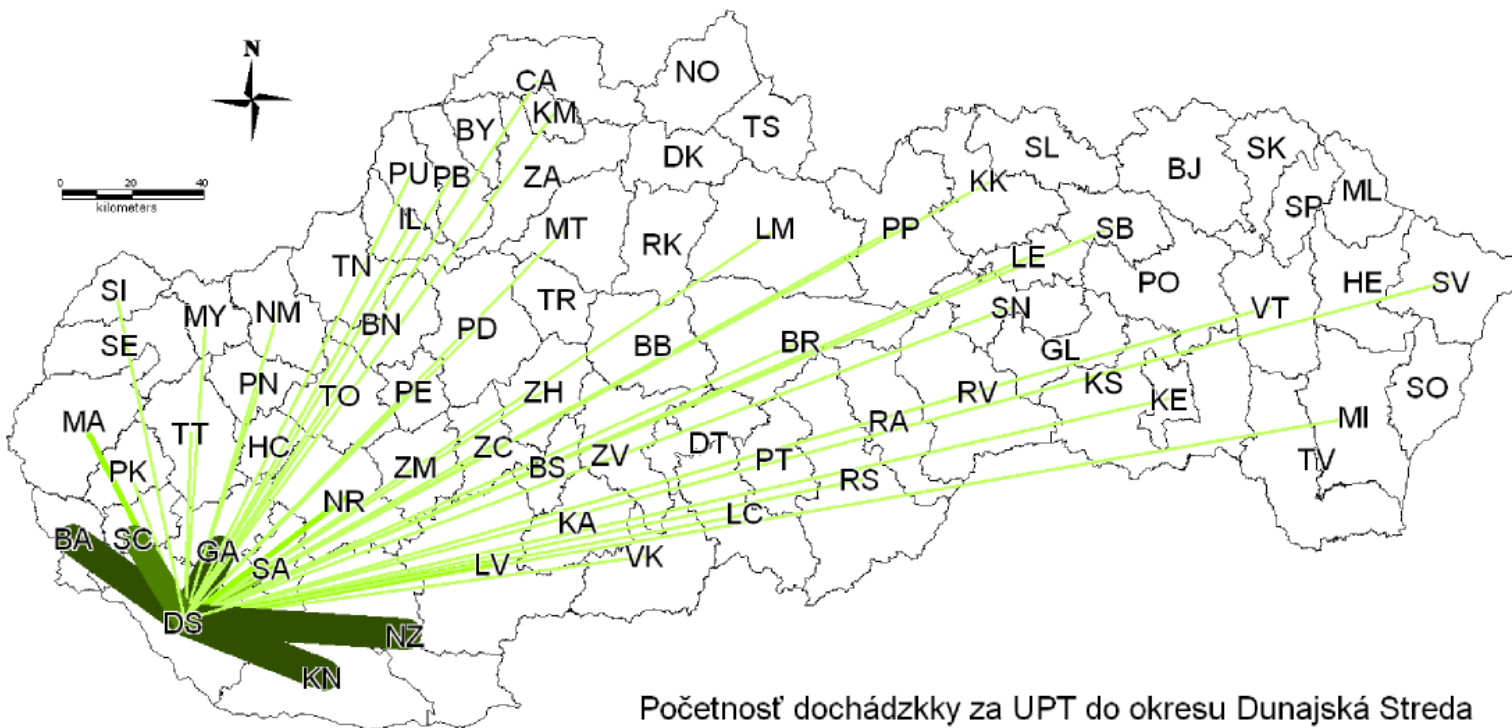 N
NO
CA
KM
BY
TS
DK
SL
SK
BJ
PU
PB
ZA
KK
ML
SP
0 20 40
kilometers
IL
MT
RK
LM
PP
SB
TN
LE
SI
TR
PO
HE
SV
MY
NM
BN
PD
SN
VT
SE
BB
BR
GL
PN
TO
PE
ZH
RV
KS
KE
SO
MA
TT
HC
RA
MI
PK
ZM
ZC
BS
ZV
DT
PT
TV
NR
RS
BA
SC
GA
SA
KA
LC
LV
VK
DS
NZ
KN
Početnosť dochádzkky za UPT do okresu Dunajská Streda